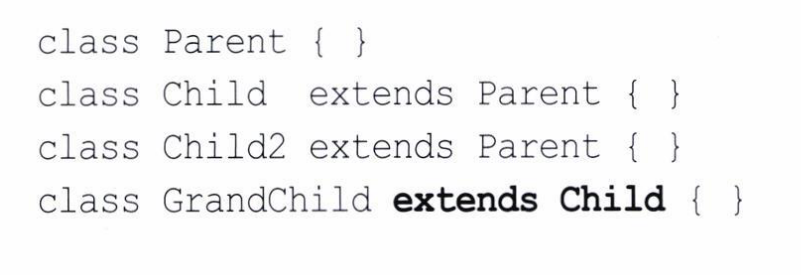 class Parent { }
class Child  extends Parent { }
class Child2 extends Parent { }
class GrandChild extends Child { }